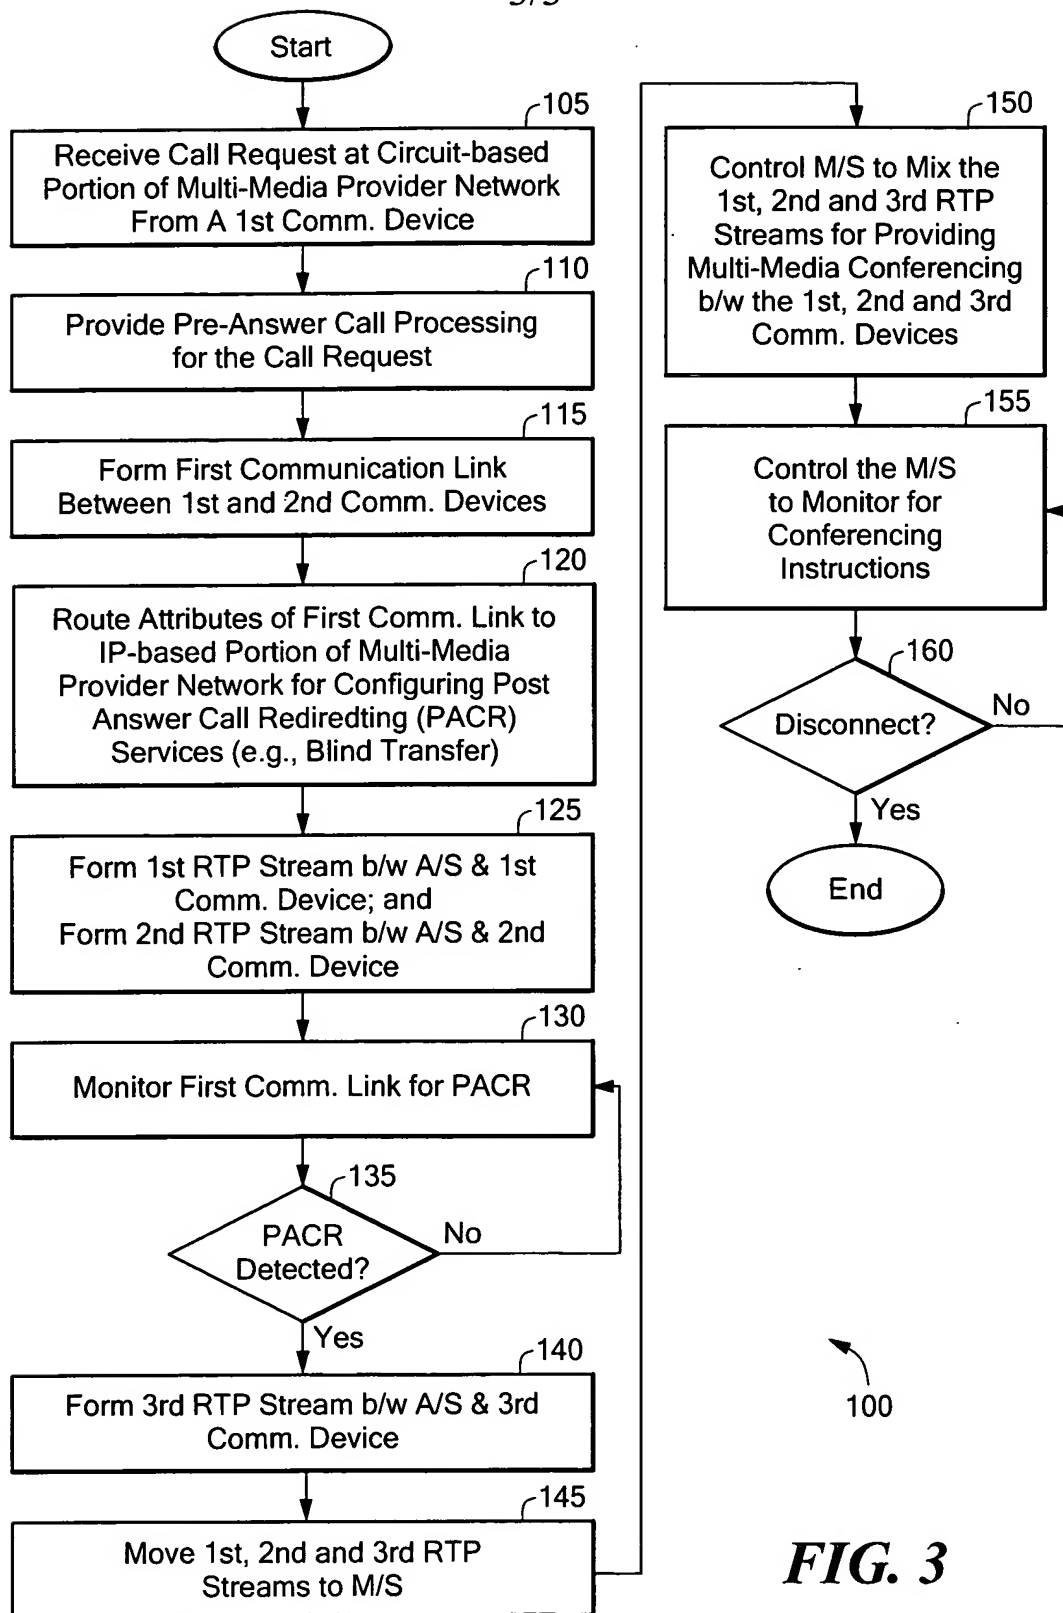 Start
105
Receive Call Request at Circuit-based
Portion of Multi-Media Provider Network
From A 1st Comm. Device
110
Provide Pre-Answer Call Processing
for the Call Request
115
Form First Communication Link
Between 1st and 2nd Comm. Devices
120
Route Attributes of First Comm. Link to
IP-based Portion of Multi-Media
Provider Network for Configuring Post
Answer Call Rediredting (PACR)
Services (e.g., Blind Transfer)
125
Form 1st RTP Stream b/w A/S & 1st
Comm. Device; and
Form 2nd RTP Stream b/w A/S & 2nd
Comm. Device
130
Monitor First Comm. Link for PACR
135
PACR
Detected?
No
Yes
140
Form 3rd RTP Stream b/w A/S & 3rd
Comm. Device
145
Move 1st, 2nd and 3rd RTP
Streams to M/S
150
Control M/S to Mix the
1st, 2nd and 3rd RTP
Streams for Providing
Multi-Media Conferencing
b/w the 1st, 2nd and 3rd
Comm. Devices
155
Control the M/S
to Monitor for
Conferencing
Instructions
160
Disconnect?
No
Yes
End
100
FIG. 3